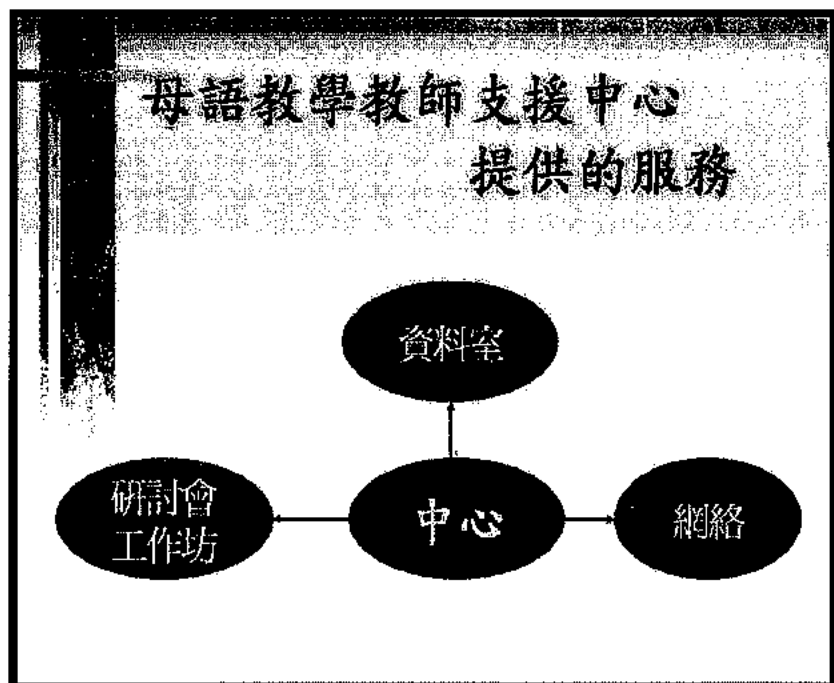 母語教學教師支援中心
提供的服務
資料室
研討會
工作坊
中心
網絡